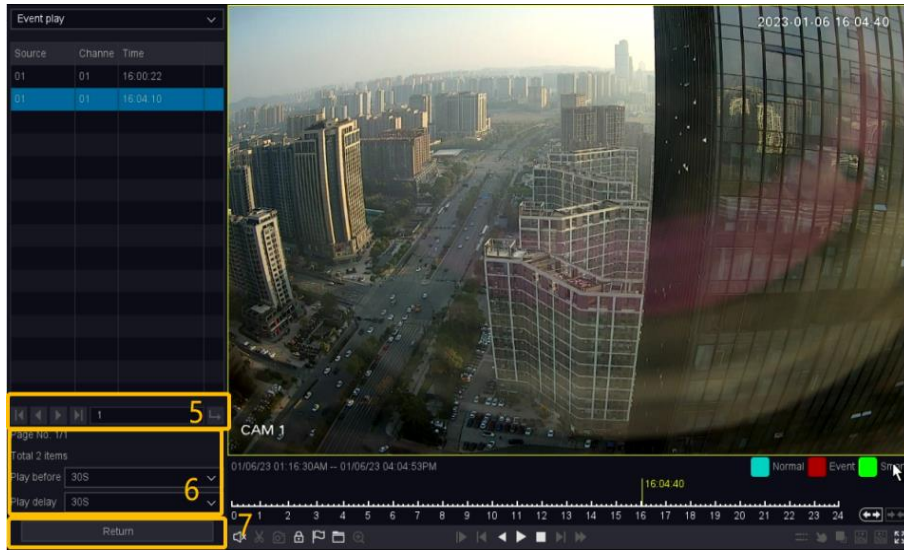 Event play
2023-01-06 16:04:40
Source Channe Time
01 01 16:00:22
01 01 16:04:10
1 5
Page No. 1/1
Total 2 items
Play before 30S
6
Play delay 30S
Return
7
CAM 1
01/06/23 01:16:30AM -- 01/06/23 04:04:53PM
Normal Event
16:04:40
0 1 2 3 4 5 6 7 8 9 10 11 12 13 14 15 16 17 18 19 20 21 22 23 24